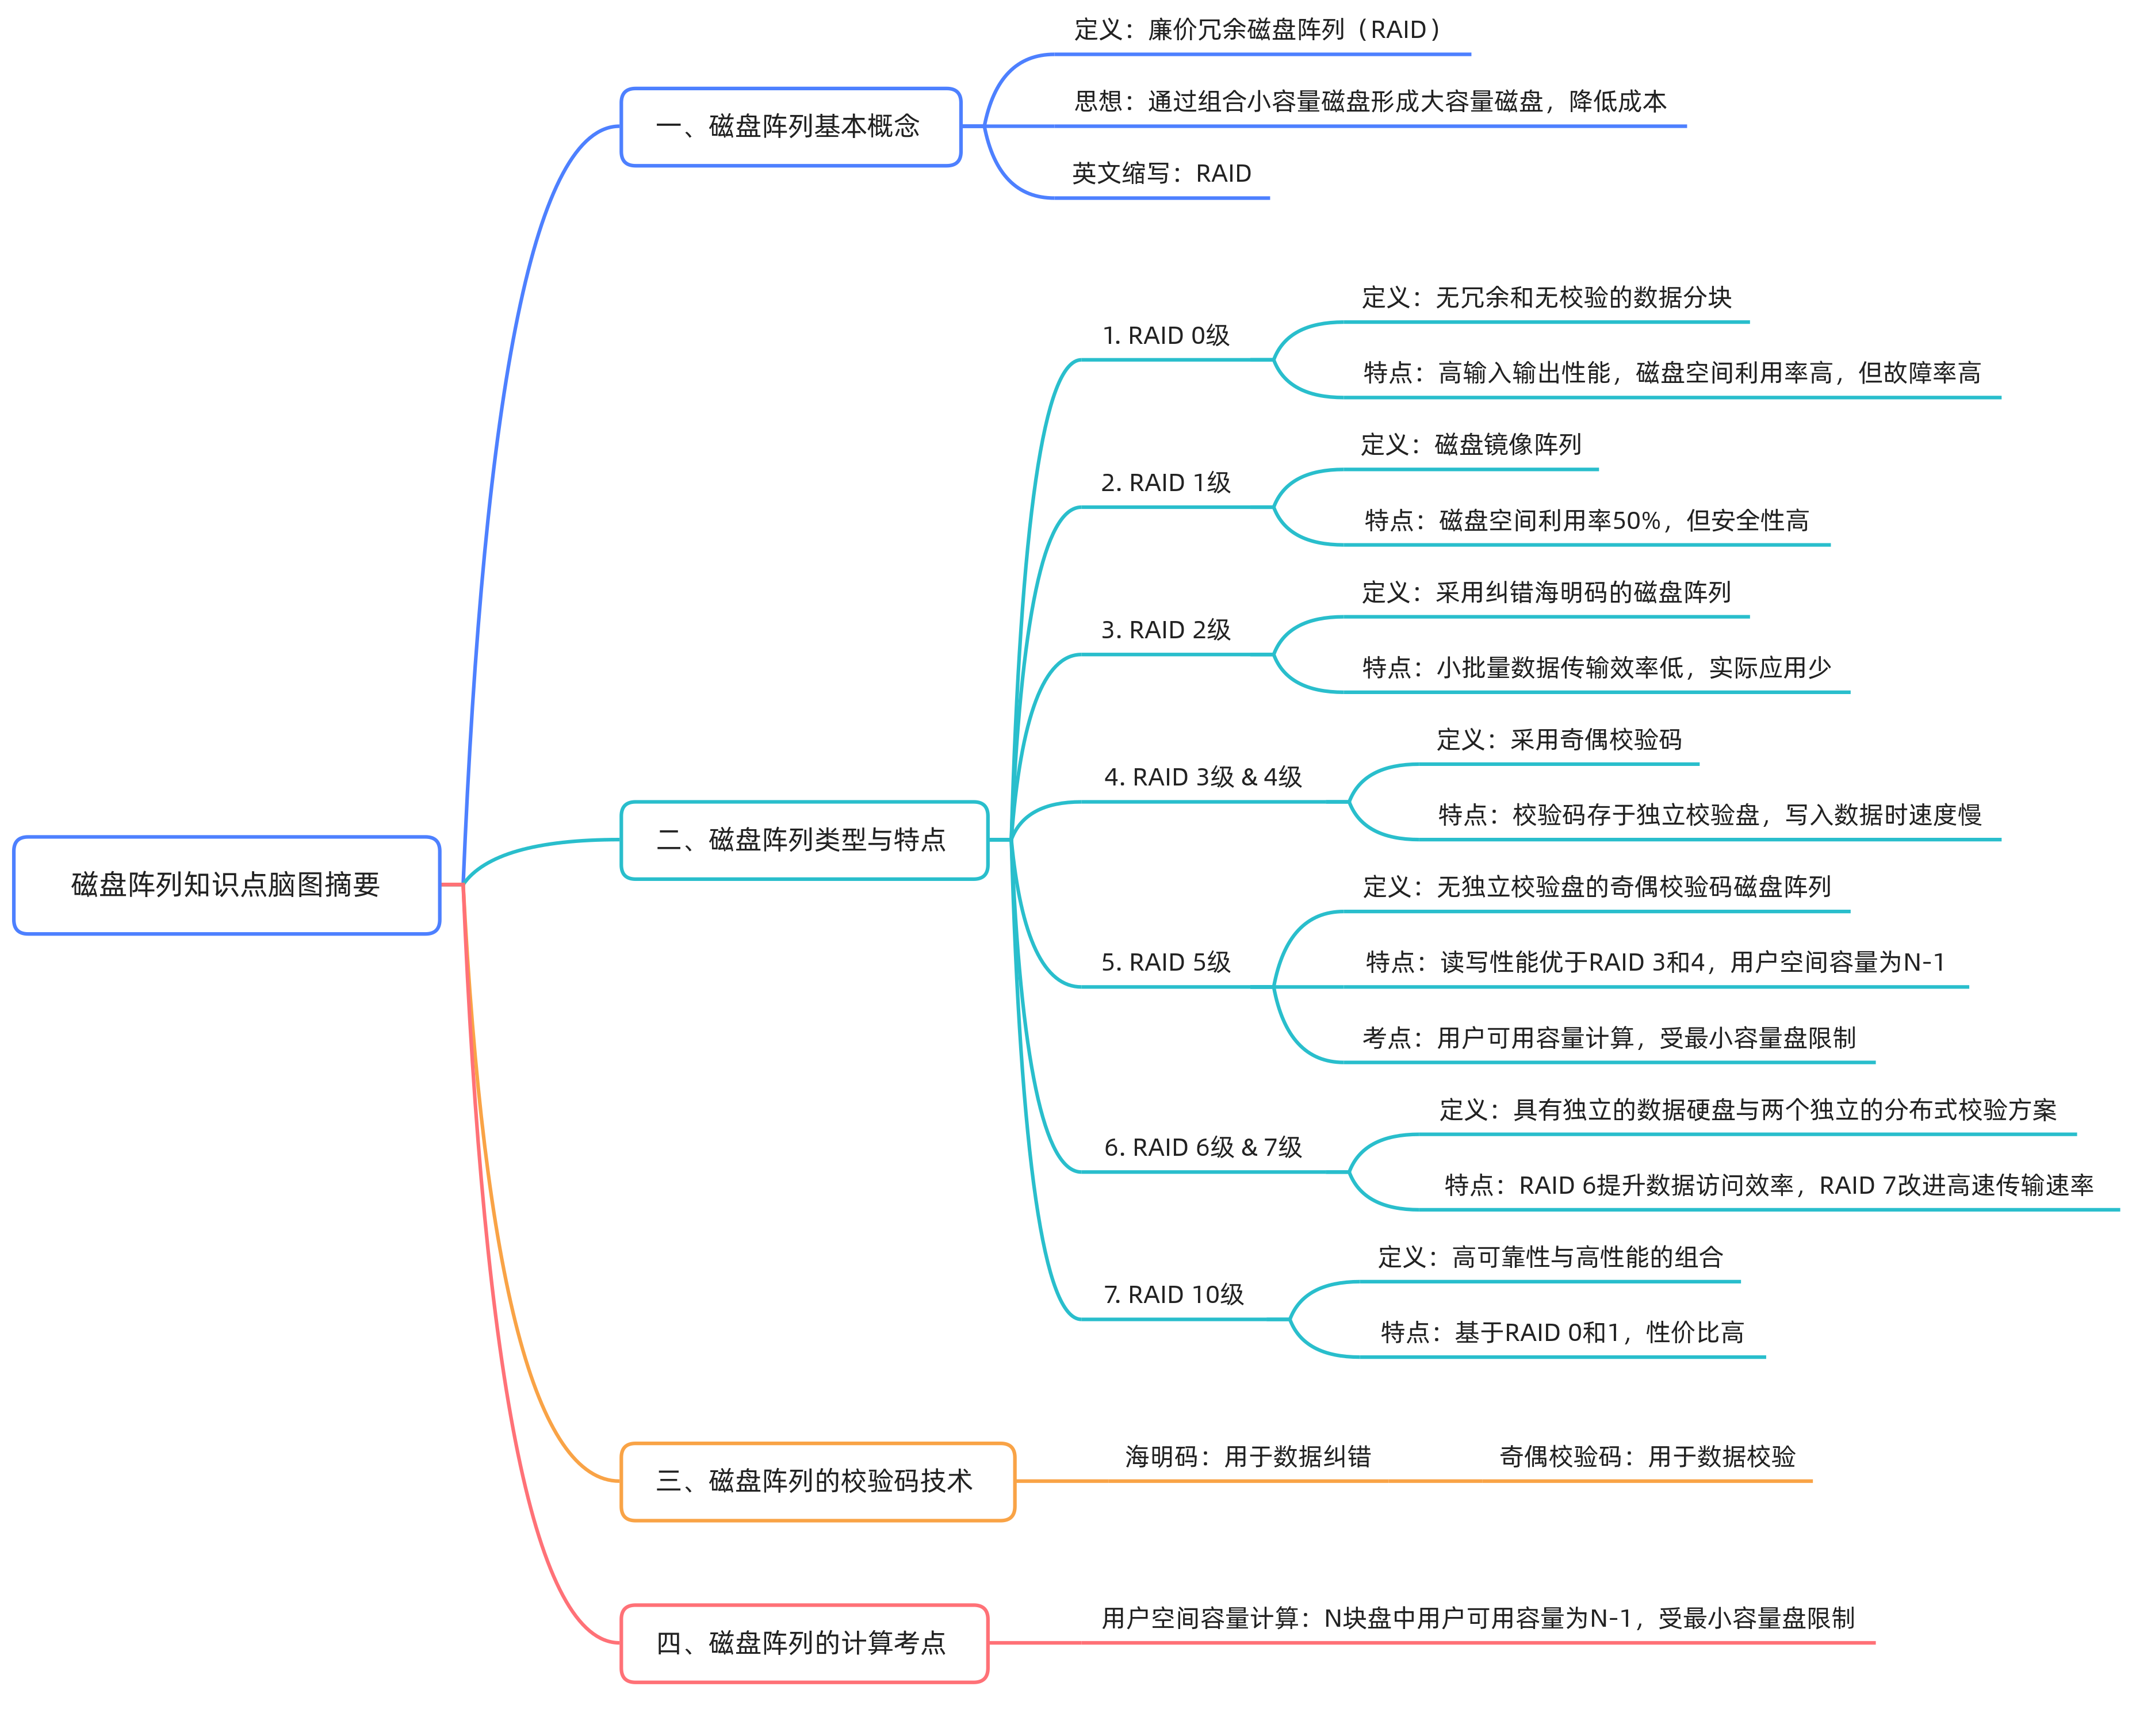 磁盘阵列知识点脑图摘要
一、磁盘阵列基本概念
定义：廉价冗余磁盘阵列（RAID）
思想：通过组合小容量磁盘形成大容量磁盘，降低成本
英文缩写：RAID
二、磁盘阵列类型与特点
1. RAID 0级
定义：无冗余和无校验的数据分块
特点：高输入输出性能，磁盘空间利用率高，但故障率高
2. RAID 1级
定义：磁盘镜像阵列
特点：磁盘空间利用率50%，但安全性高
3. RAID 2级
定义：采用纠错海明码的磁盘阵列
特点：小批量数据传输效率低，实际应用少
4. RAID 3级 & 4级
定义：采用奇偶校验码
特点：校验码存于独立校验盘，写入数据时速度慢
5. RAID 5级
定义：无独立校验盘的奇偶校验码磁盘阵列
特点：读写性能优于RAID 3和4，用户空间容量为N-1
考点：用户可用容量计算，受最小容量盘限制
6. RAID 6级 & 7级
定义：具有独立的数据硬盘与两个独立的分布式校验方案
特点：RAID 6提升数据访问效率，RAID 7改进高速传输速率
7. RAID 10级
定义：高可靠性与高性能的组合
特点：基于RAID 0和1，性价比高
三、磁盘阵列的校验码技术
海明码：用于数据纠错
奇偶校验码：用于数据校验
四、磁盘阵列的计算考点
用户空间容量计算：N块盘中用户可用容量为N-1，受最小容量盘限制